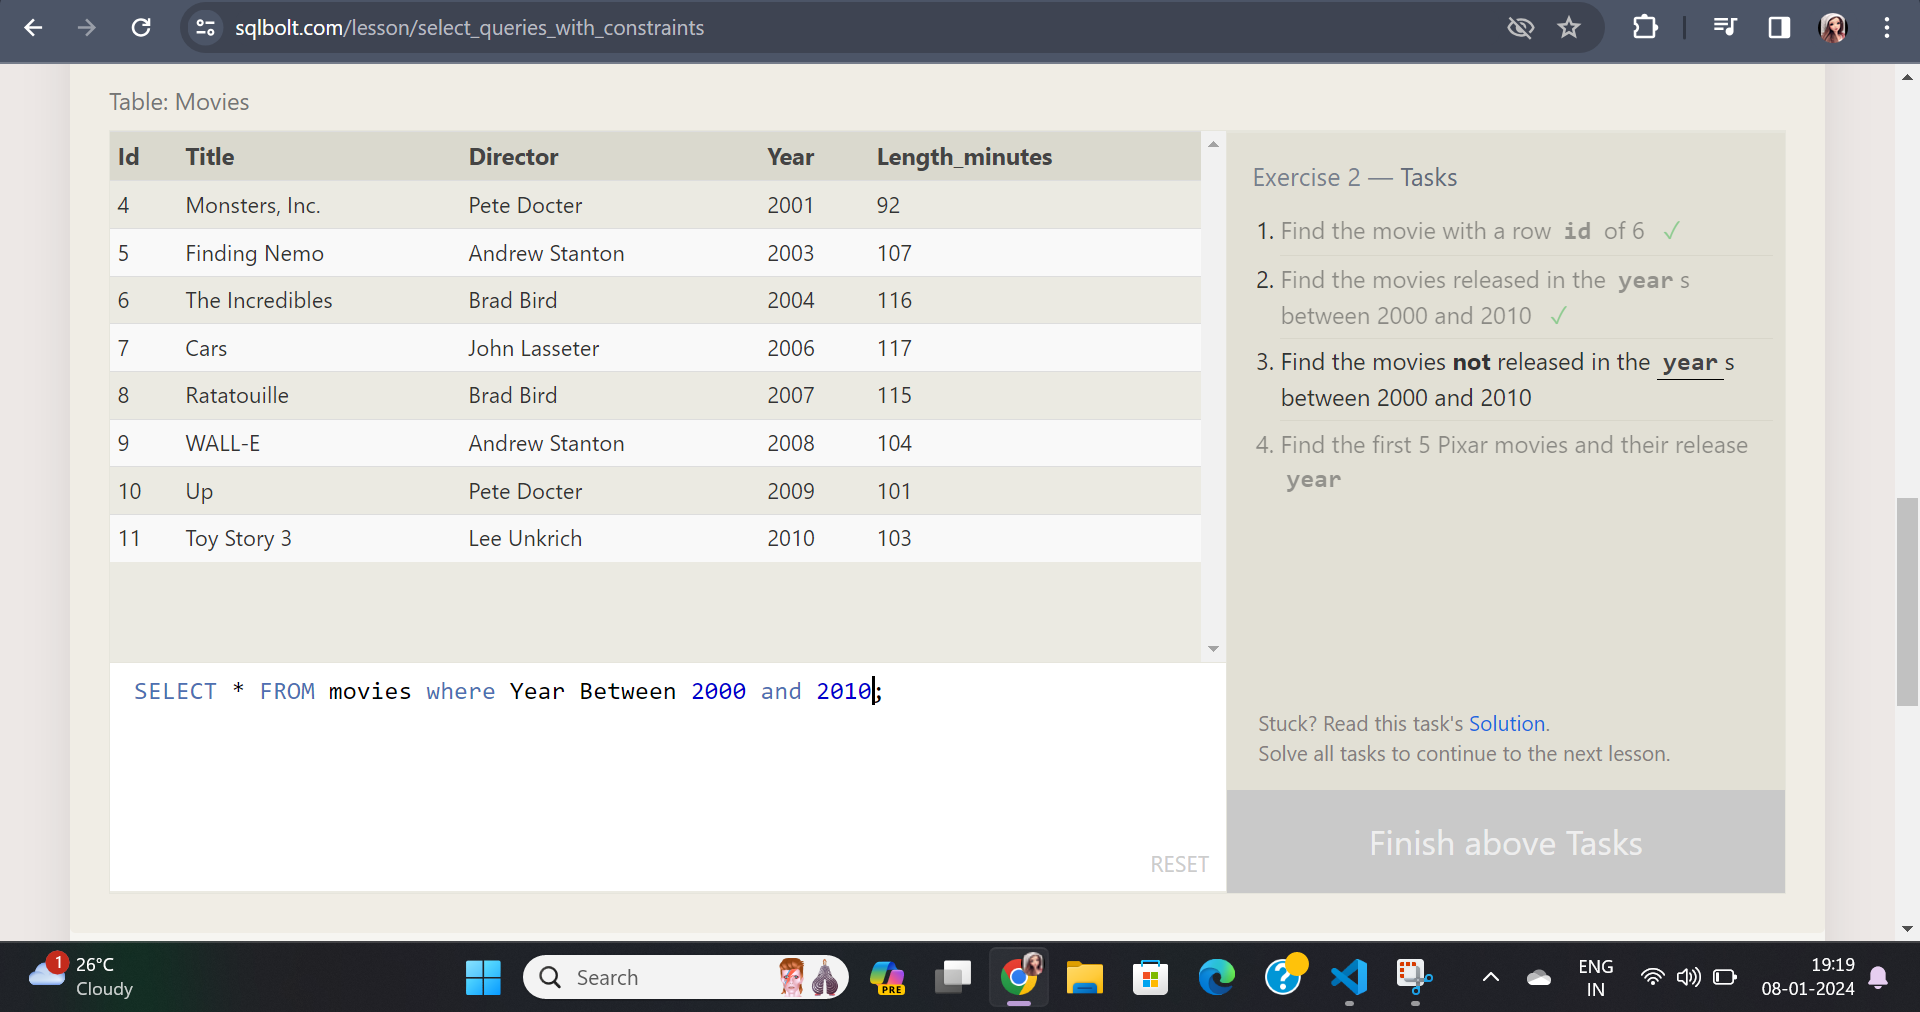 sqlbolt.com/lesson/select_queries_with_constraints
Table: Movies
Id Title Director Year Length_minutes
4 Monsters, Inc. Pete Docter 2001 92
5 Finding Nemo Andrew Stanton 2003 107
6 The Incredibles Brad Bird 2004 116
7 Cars John Lasseter 2006 117
8 Ratatouille Brad Bird 2007 115
9 WALL-E Andrew Stanton 2008 104
10 Up Pete Docter 2009 101
11 Toy Story 3 Lee Unkrich 2010 103
SELECT * FROM movies where Year Between 2000 and 2010;
RESET
Exercise 2 — Tasks
1. Find the movie with a row id of 6 ✓
2. Find the movies released in the year s
between 2000 and 2010 ✓
3. Find the movies not released in the year s
between 2000 and 2010
4. Find the first 5 Pixar movies and their release
year
Stuck? Read this task's Solution.
Solve all tasks to continue to the next lesson.
Finish above Tasks
1
26°C
Cloudy
Search
PRE
ENG
IN
19:19
08-01-2024